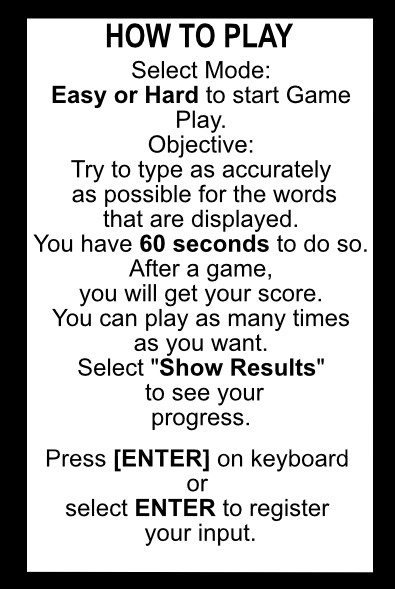 HOW TO PLAY
Select Mode:
Easy or Hard to start Game
Play.
Objective:
Try to type as accurately
as possible for the words
that are displayed.
You have 60 seconds to do so.
After a game,
you will get your score.
You can play as many times
as you want.
Select "Show Results"
to see your
progress.
Press [ENTER] on keyboard
or
select ENTER to register
your input.